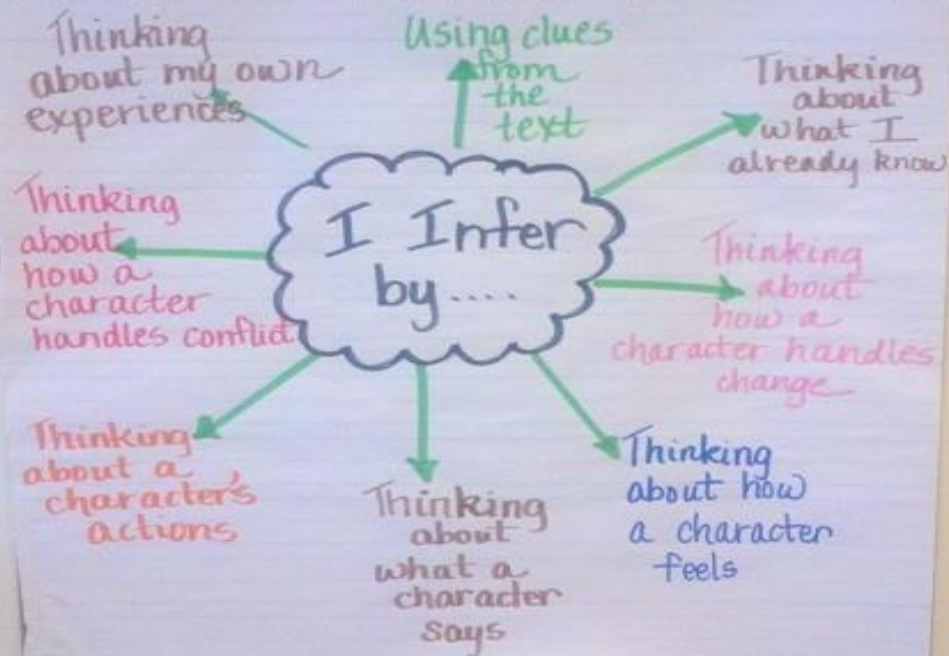 Thinking
about my own
experiences
Using clues
from
the
text
Thinking
about
what I
already know
I Infer
by....
Thinking
about
how a
character
handles conflict
Thinking
about
how a
character handles
change
Thinking
about a
character's
actions
Thinking
about
what a
character
says
Thinking
about how
a character
feels